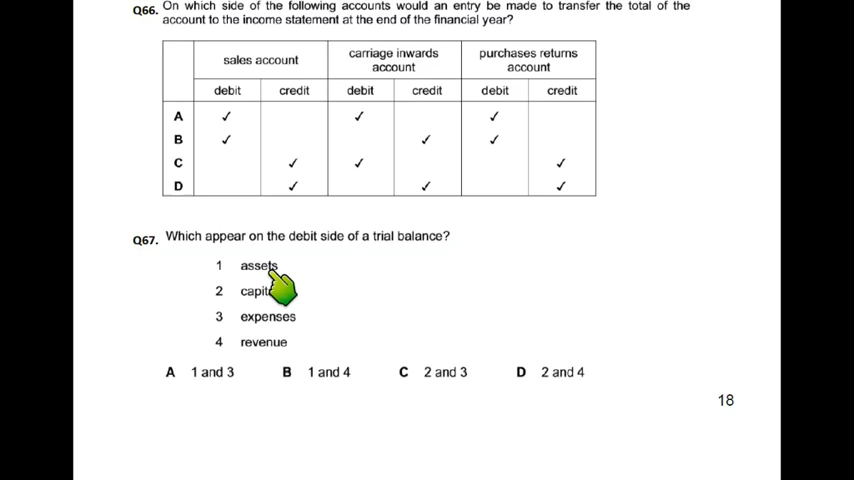 Q66. On which side of the following accounts would an entry be made to transfer the total of the
account to the income statement at the end of the financial year?
sales account carriage inwards account purchases returns account
debit credit debit credit debit credit
A ✓ ✓ ✓
B ✓ ✓ ✓
C ✓ ✓ ✓
D ✓ ✓ ✓
Q67. Which appear on the debit side of a trial balance?
1 assets
2
3 expenses
4 revenue
A 1 and 3 B 1 and 4 C 2 and 3 D 2 and 4
18